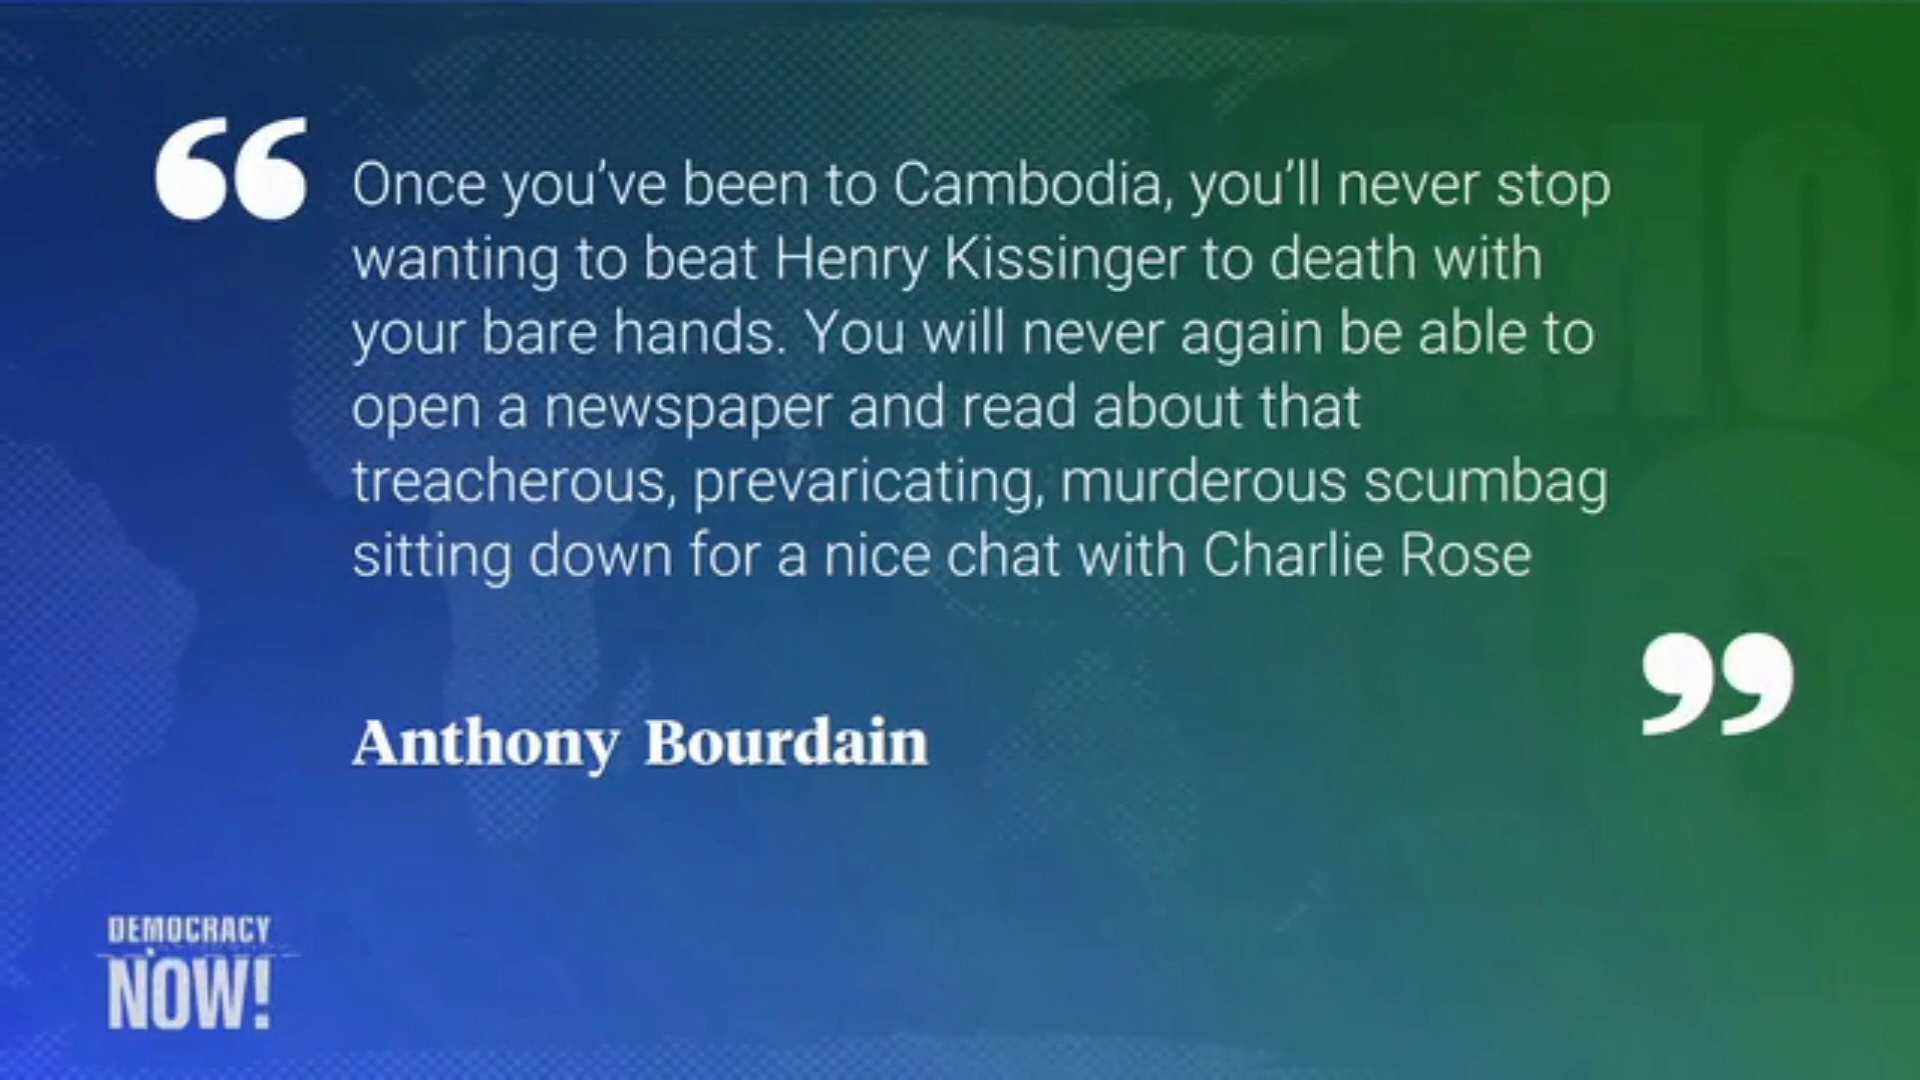 “ Once you’ve been to Cambodia, you’ll never stop
wanting to beat Henry Kissinger to death with
your bare hands. You will never again be able to
open a newspaper and read about that
treacherous, prevaricating, murderous scumbag
sitting down for a nice chat with Charlie Rose
”
Anthony Bourdain
DEMOCRACY
NOW!